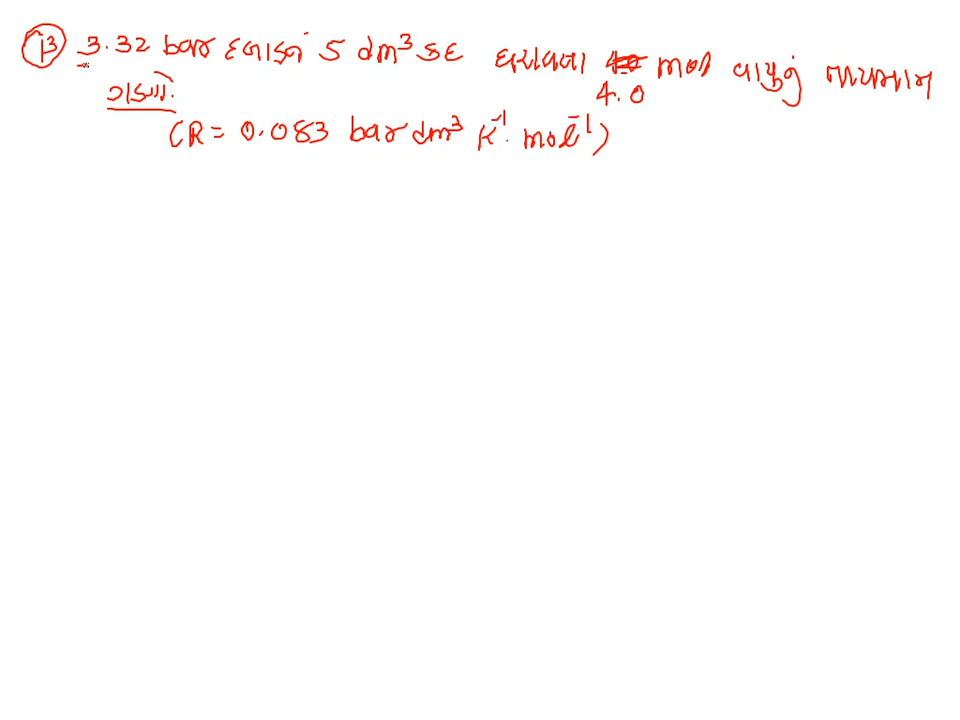 13 3.32 bar દબાણે 5 dm³ કદ ધરાવતા 4.0 મોલ વાયુનું તાપમાન
ગણો.
(R = 0.083 bar dm³ K⁻¹. mol⁻¹)